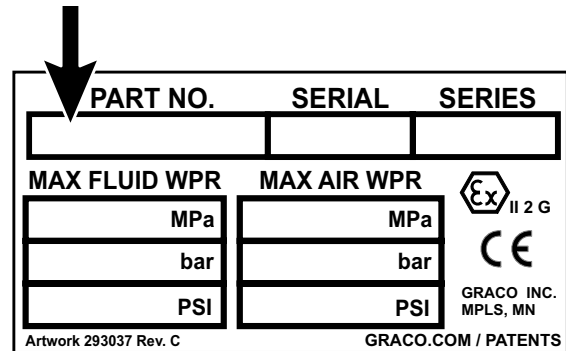 PART NO. SERIAL SERIES
MAX FLUID WPR MAX AIR WPR
Ex II 2 G
MPa MPa
bar bar
CE
PSI PSI
GRACO INC.
MPLS, MN
Artwork 293037 Rev. C GRACO.COM / PATENTS